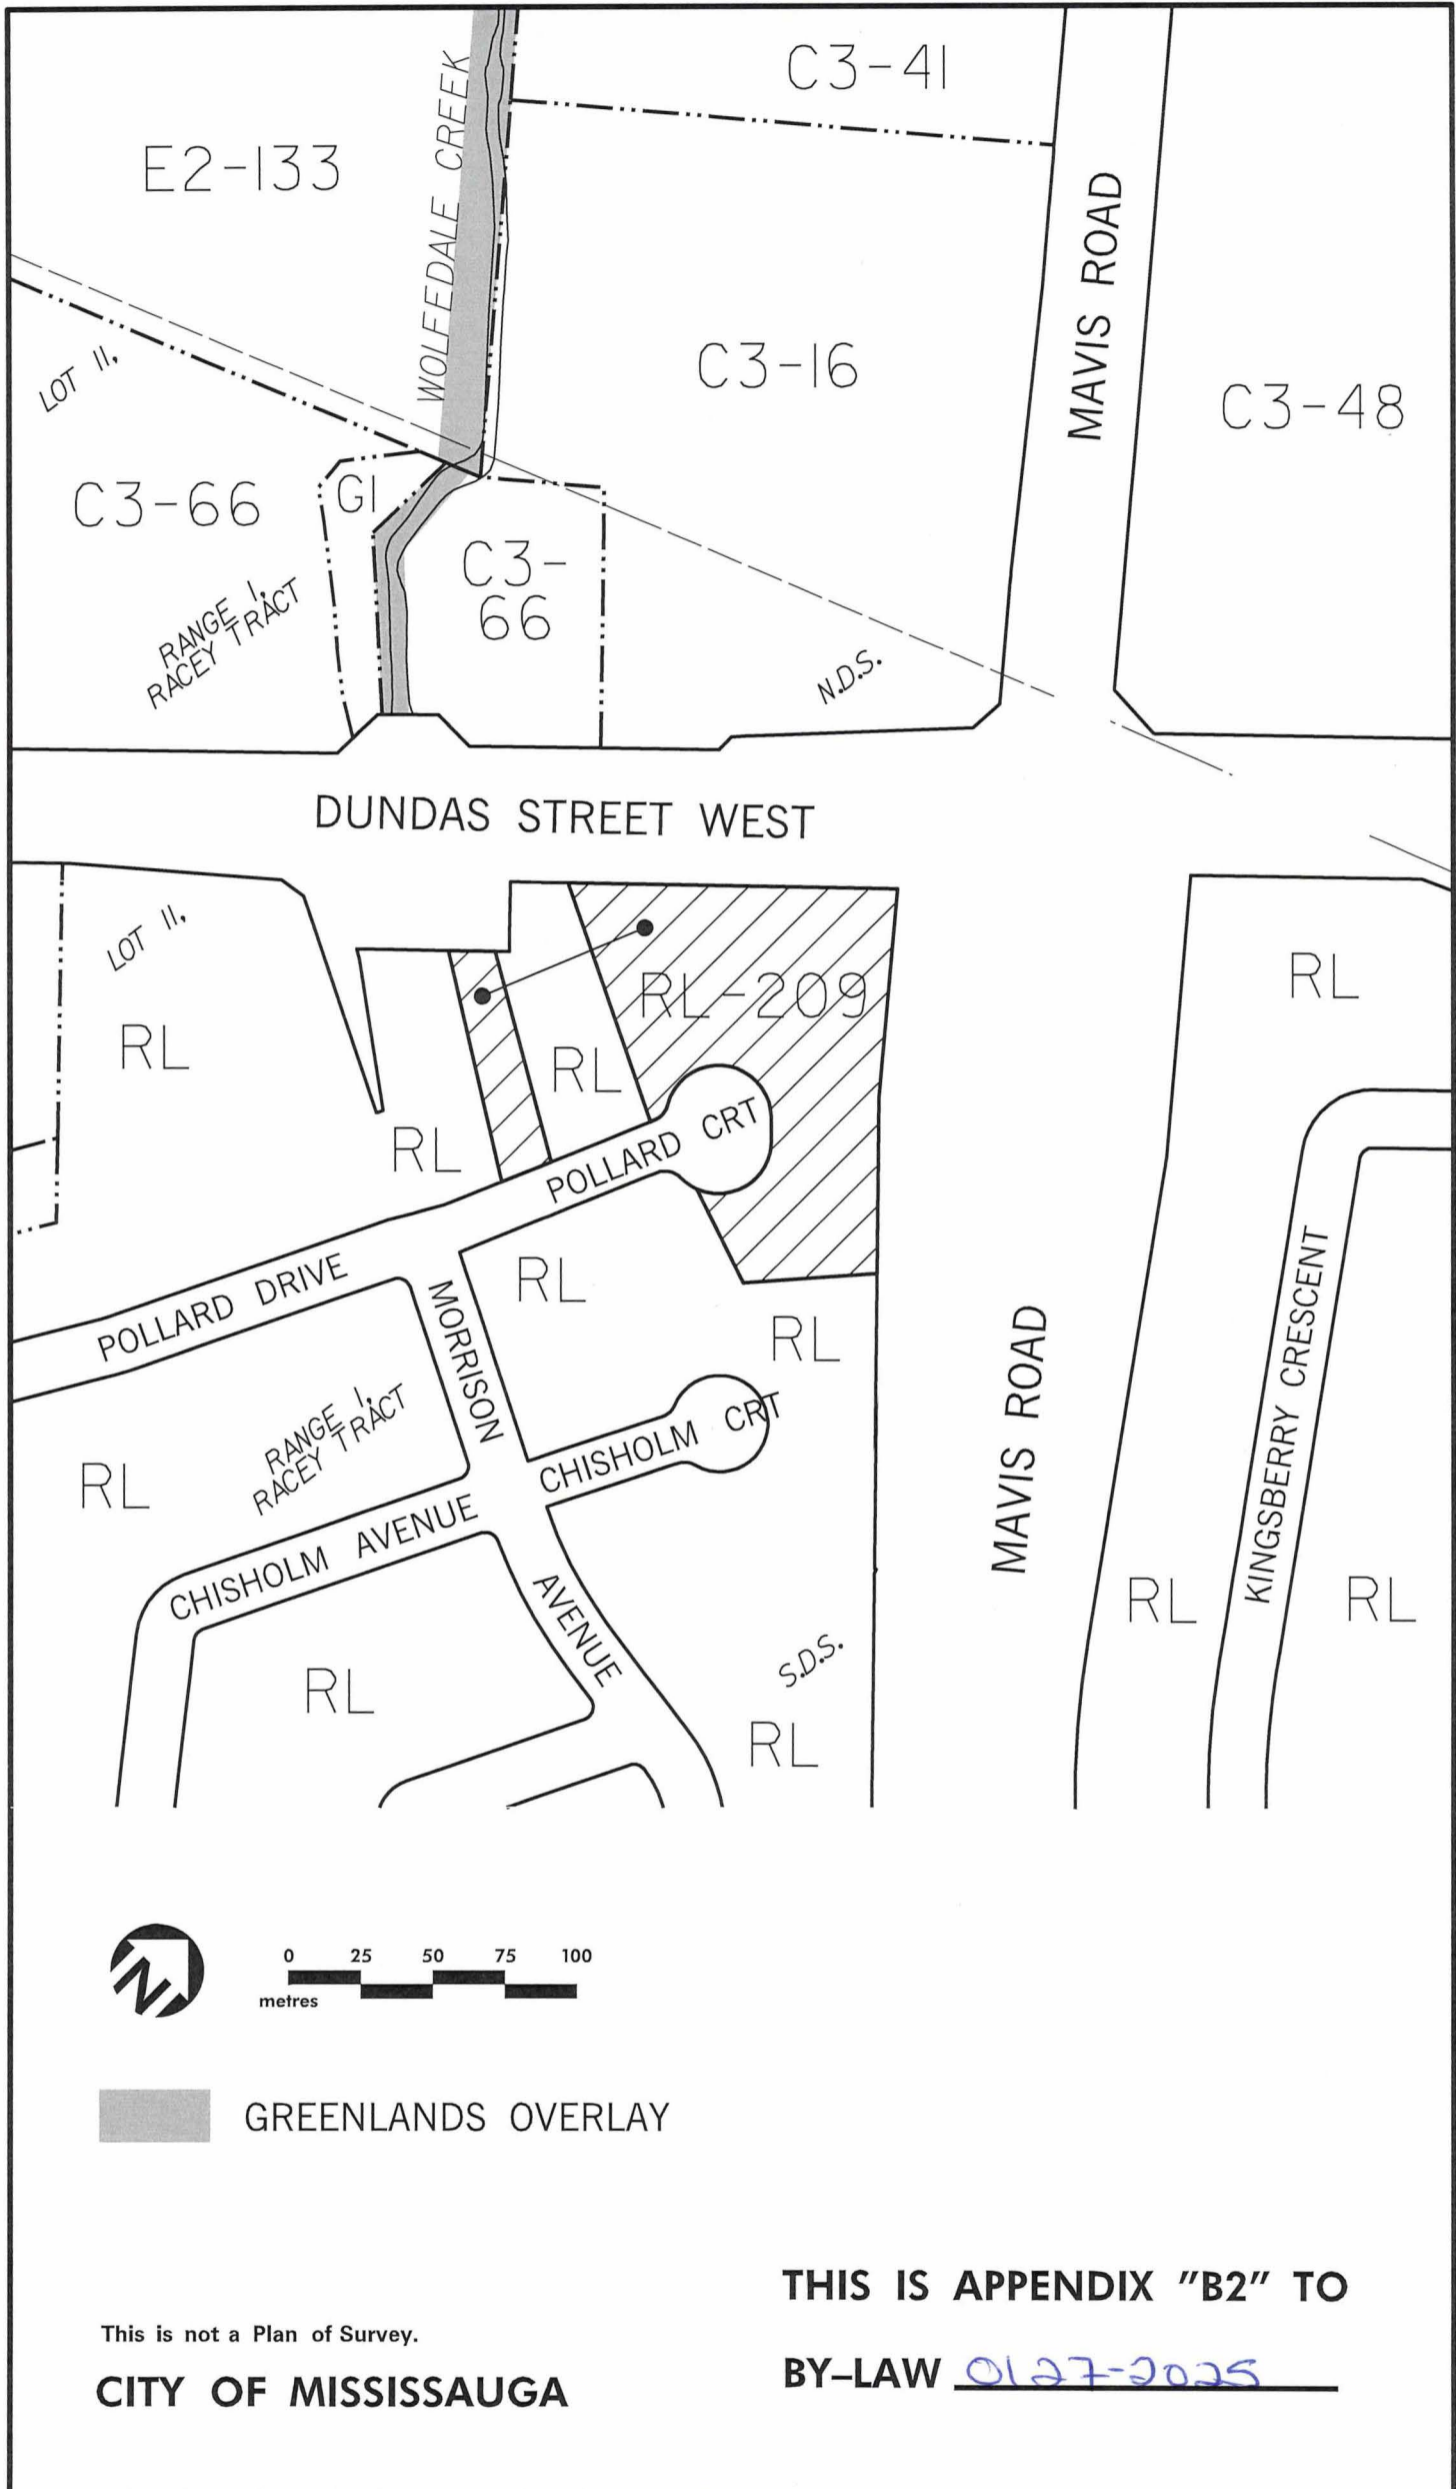 C3-41
E2-133
WOLFEDALE CREEK
MAVIS ROAD
C3-16
C3-48
LOT 11,
C3-66
G1
C3-
66
RANGE 1,
RACEY TRACT
N.D.S.
DUNDAS STREET WEST
LOT 11,
RL
RL-209
RL
RL
RL
POLLARD CRT
RL
POLLARD DRIVE
MORRISON
RL
RL
MAVIS ROAD
KINGSBERRY CRESCENT
RANGE 1,
RACEY TRACT
CHISHOLM CRT
RL
CHISHOLM AVENUE
AVENUE
RL
RL
S.D.S.
RL
RL
N
0 25 50 75 100
metres
GREENLANDS OVERLAY
THIS IS APPENDIX "B2" TO
This is not a Plan of Survey.
BY-LAW 0127-2025
CITY OF MISSISSAUGA